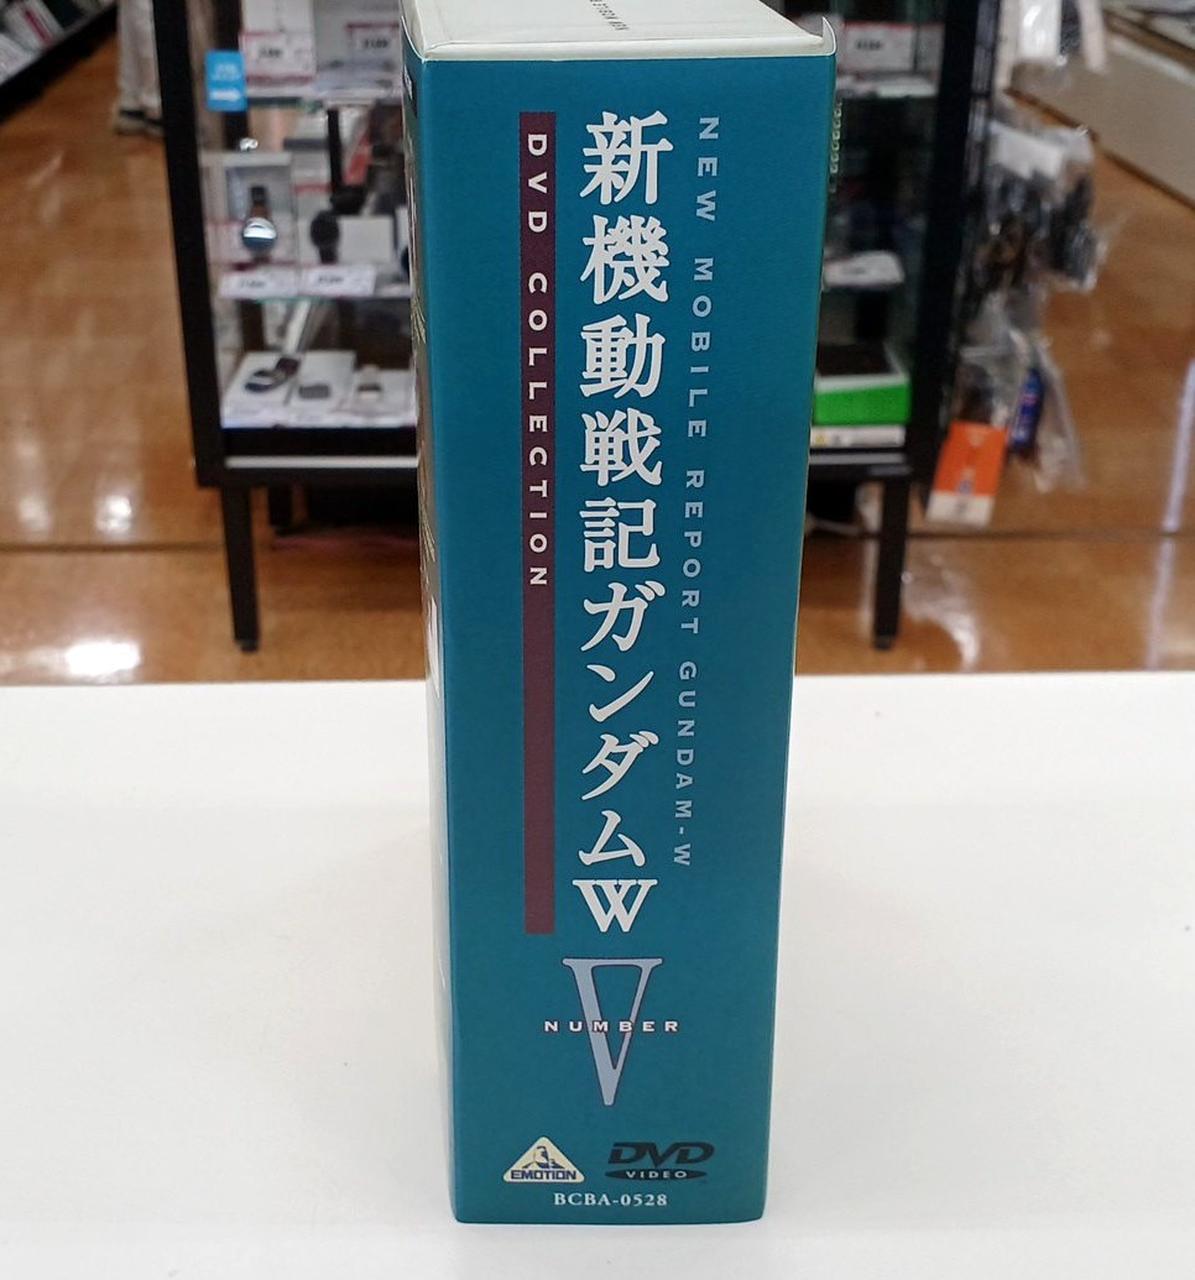 NEW MOBILE REPORT GUNDAM-W
新機動戦記ガンダムW
DVD COLLECTION
V
NUMBER
EMOTION
DVD
VIDEO
BCBA-0528